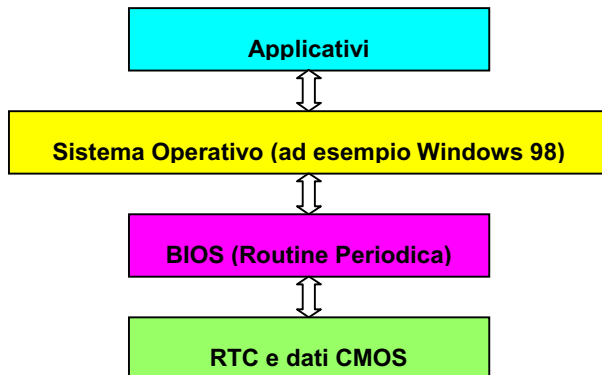 Applicativi
Sistema Operativo (ad esempio Windows 98)
BIOS (Routine Periodica)
RTC e dati CMOS